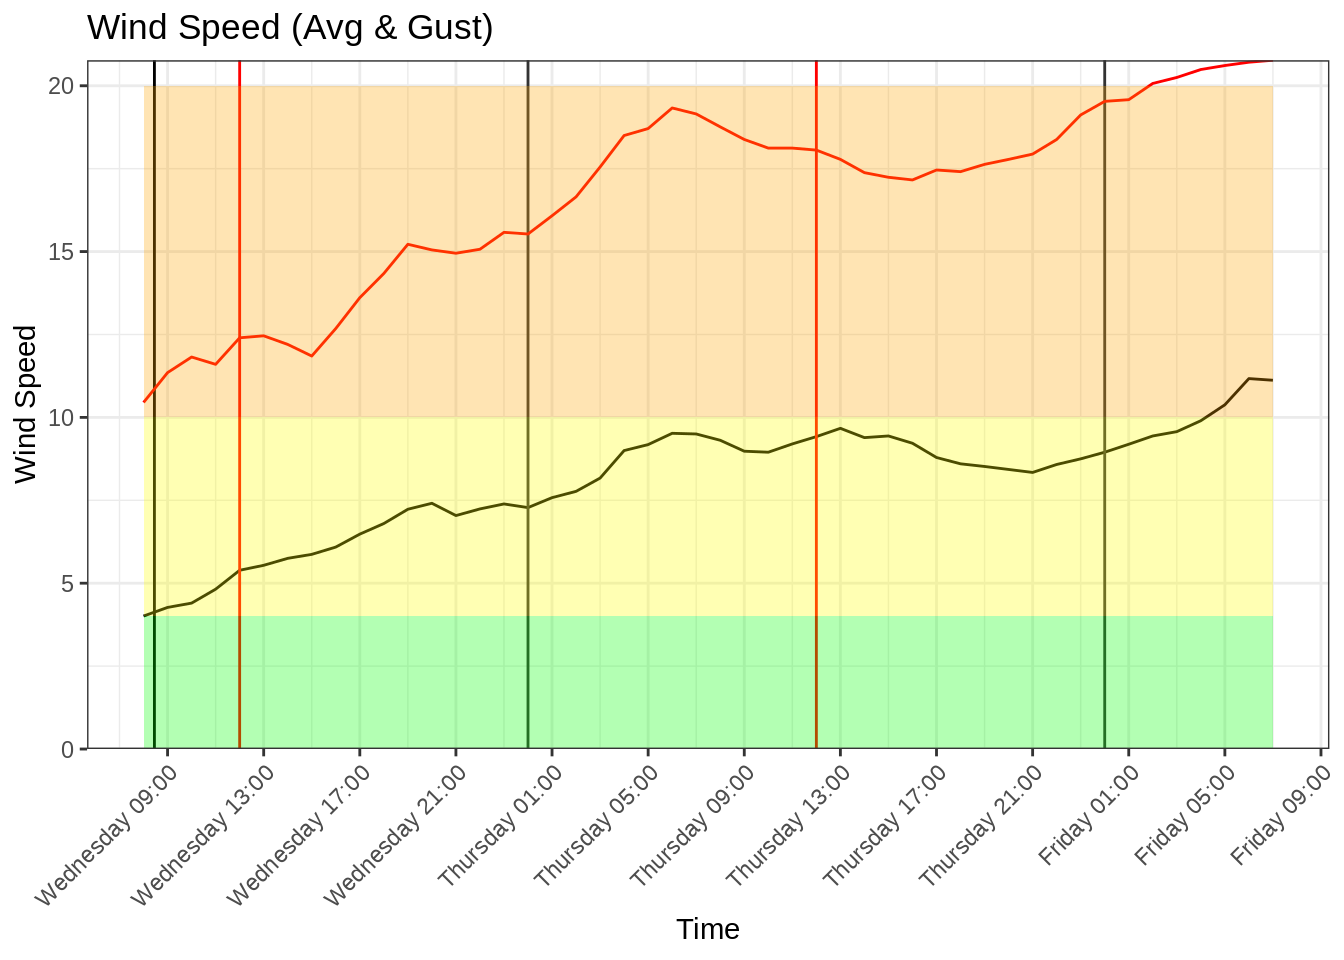 Wind Speed (Avg & Gust)
20
15
10
5
0
Wind Speed
Wednesday 09:00
Wednesday 13:00
Wednesday 17:00
Wednesday 21:00
Thursday 01:00
Thursday 05:00
Thursday 09:00
Thursday 13:00
Thursday 17:00
Thursday 21:00
Friday 01:00
Friday 05:00
Friday 09:00
Time